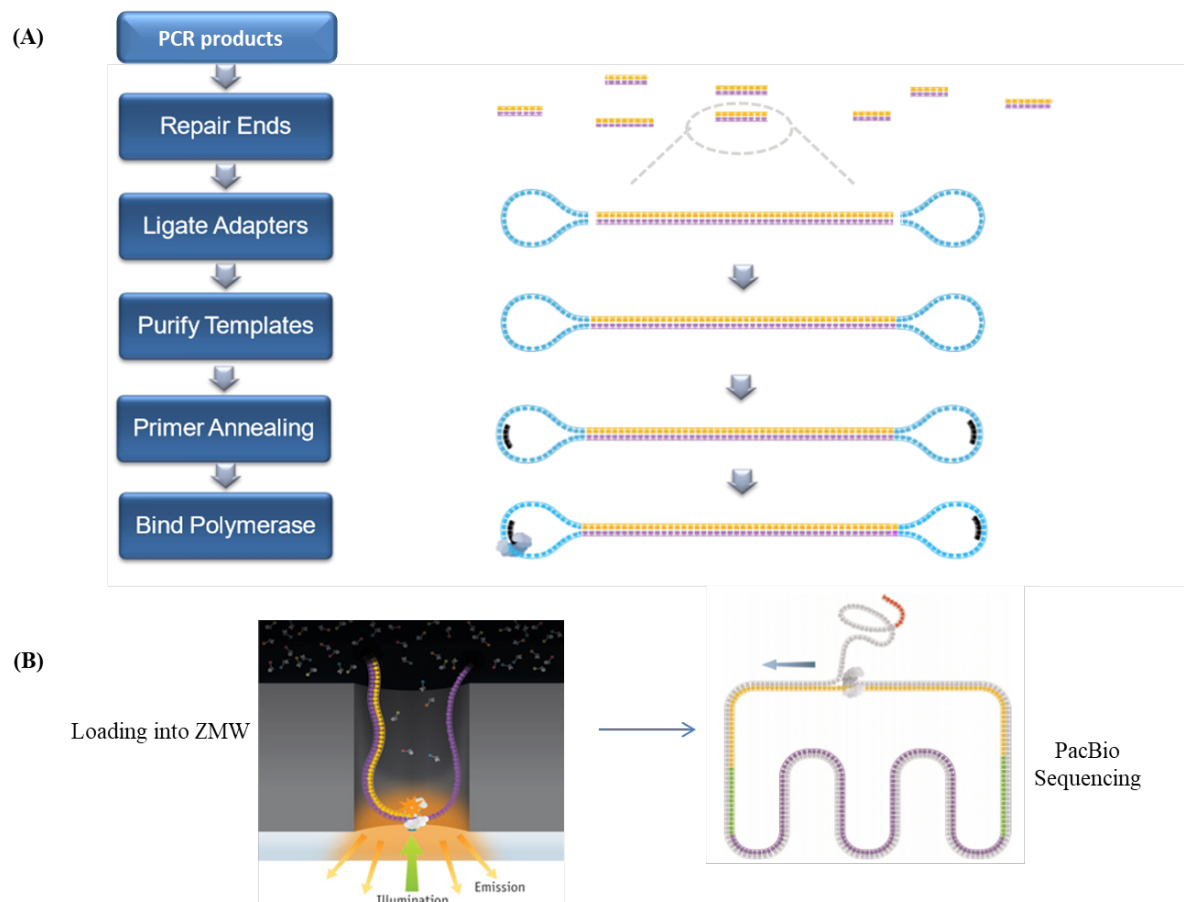 (A)
PCR products
Repair Ends
Ligate Adapters
Purify Templates
Primer Annealing
Bind Polymerase
(B)
Loading into ZMW
Emission
Illumination
PacBio
Sequencing